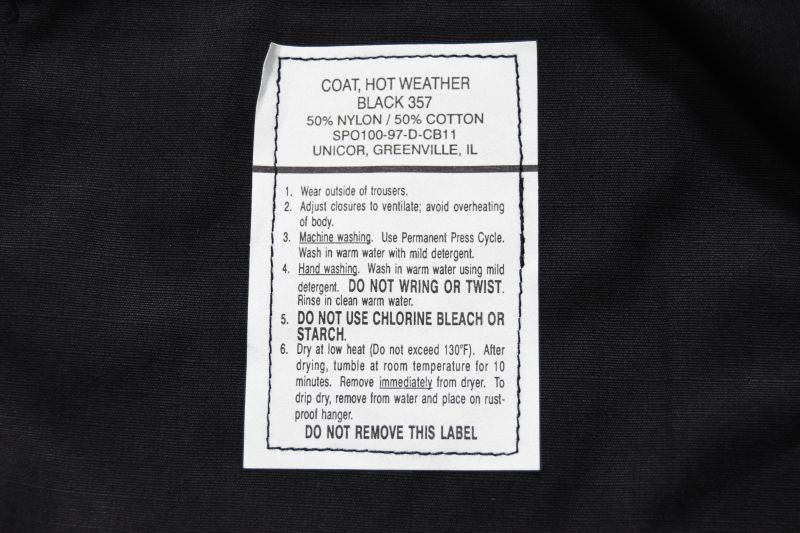 COAT, HOT WEATHER
BLACK 357
50% NYLON / 50% COTTON
SPO100-97-D-CB11
UNICOR, GREENVILLE, IL
1. Wear outside of trousers.
2. Adjust closures to ventilate; avoid overheating
of body.
3. Machine washing. Use Permanent Press Cycle.
Wash in warm water with mild detergent.
4. Hand washing. Wash in warm water using mild
detergent. DO NOT WRING OR TWIST.
Rinse in clean warm water.
5. DO NOT USE CHLORINE BLEACH OR
STARCH.
6. Dry at low heat (Do not exceed 130°F). After
drying, tumble at room temperature for 10
minutes. Remove immediately from dryer. To
drip dry, remove from water and place on rust-
proof hanger.
DO NOT REMOVE THIS LABEL